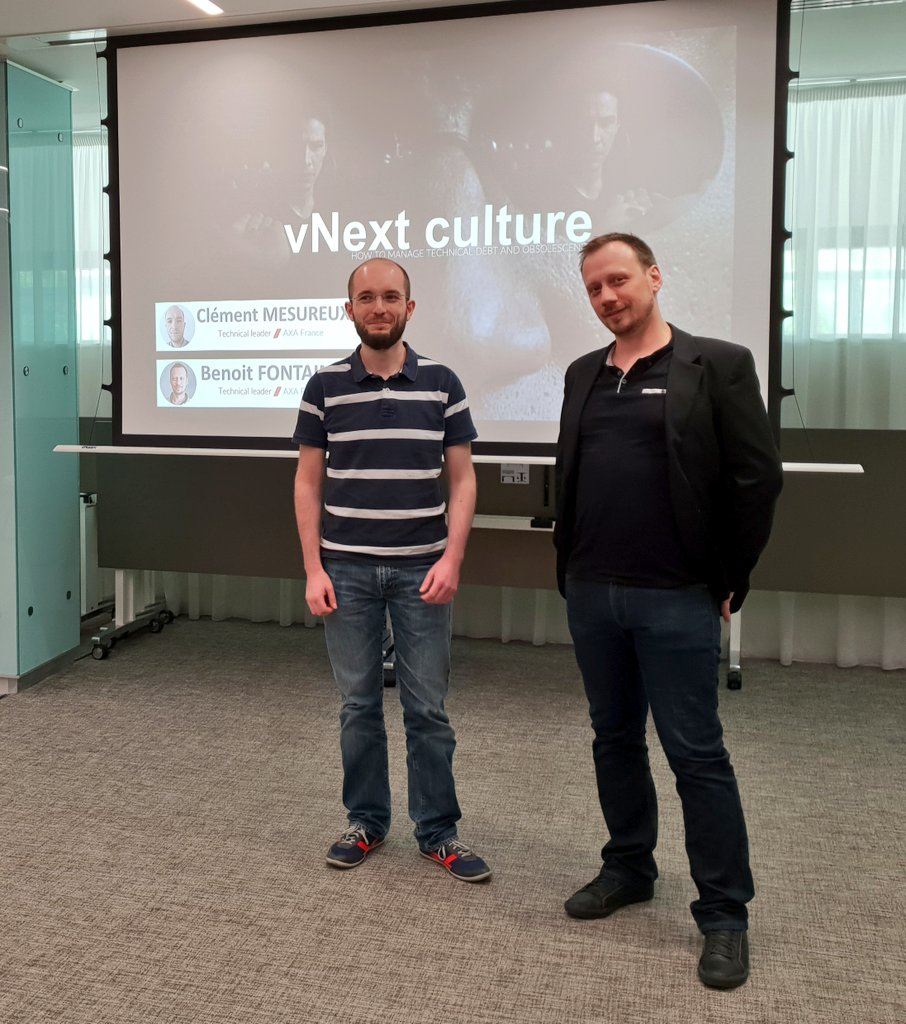 vNext culture
HOW TO MANAGE TECHNICAL DEBT AND OBSOLESCEN
Clément MESUREUX
Technical leader // AXA France
Benoit FONTAI
Technical leader // AXA